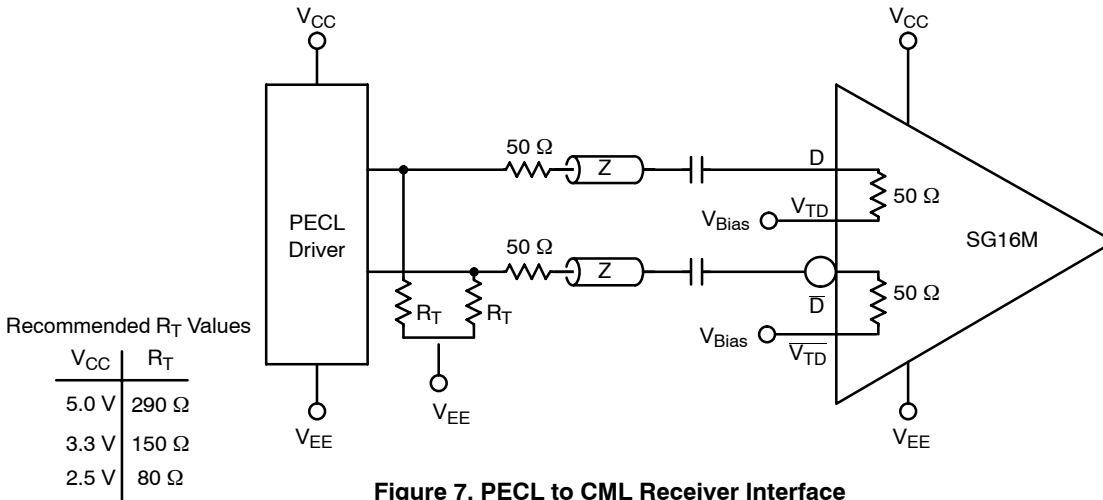 V_CC
V_CC
50 Ω
Z
D
50 Ω
V_Bias
V_TD
PECL
Driver
SG16M
50 Ω
Z
D̅
50 Ω
R_T
R_T
V_Bias
V̅_T̅D̅
V_EE
Recommended R_T Values
V_CC R_T
5.0 V 290 Ω
3.3 V 150 Ω
2.5 V 80 Ω
V_EE
V_EE
Figure 7. PECL to CML Receiver Interface